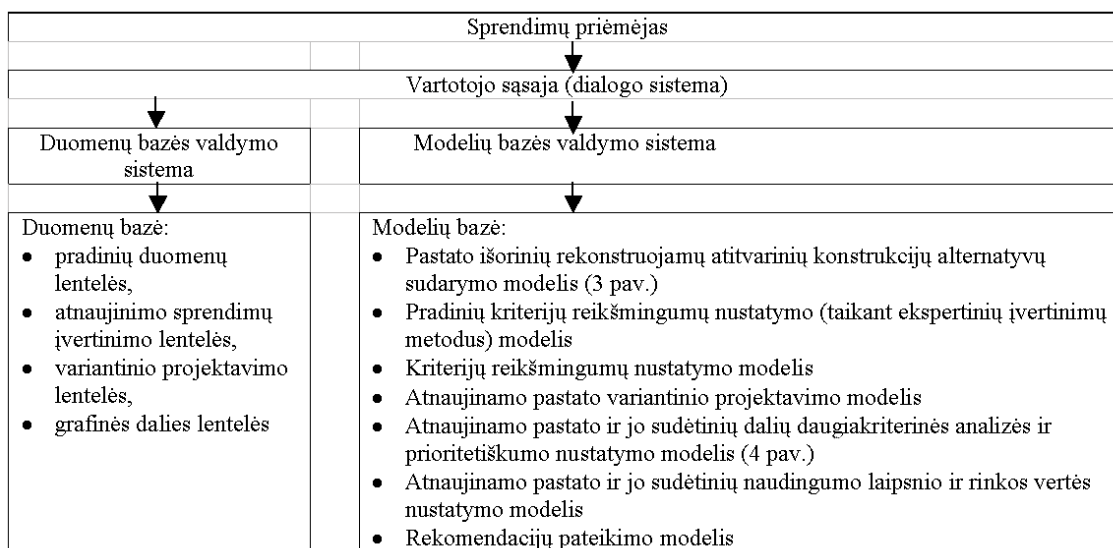 Sprendimų priėmėjas
Vartotojo sąsaja (dialogo sistema)
Duomenų bazės valdymo
sistema
Modelių bazės valdymo sistema
Duomenų bazė:
• pradinių duomenų
lentelės,
• atnaujinimo sprendimų
įvertinimo lentelės,
• variantinio projektavimo
lentelės,
• grafinės dalies lentelės
Modelių bazė:
• Pastato išorinių rekonstruojamų atitvarinių konstrukcijų alternatyvų
sudarymo modelis (3 pav.)
• Pradinių kriterijų reikšmingumų nustatymo (taikant ekspertinių įvertinimų
metodus) modelis
• Kriterijų reikšmingumų nustatymo modelis
• Atnaujinamo pastato variantinio projektavimo modelis
• Atnaujinamo pastato ir jo sudėtinių dalių daugiakriterinės analizės ir
prioritetiškumo nustatymo modelis (4 pav.)
• Atnaujinamo pastato ir jo sudėtinių naudingumo laipsnio ir rinkos vertės
nustatymo modelis
• Rekomendacijų pateikimo modelis